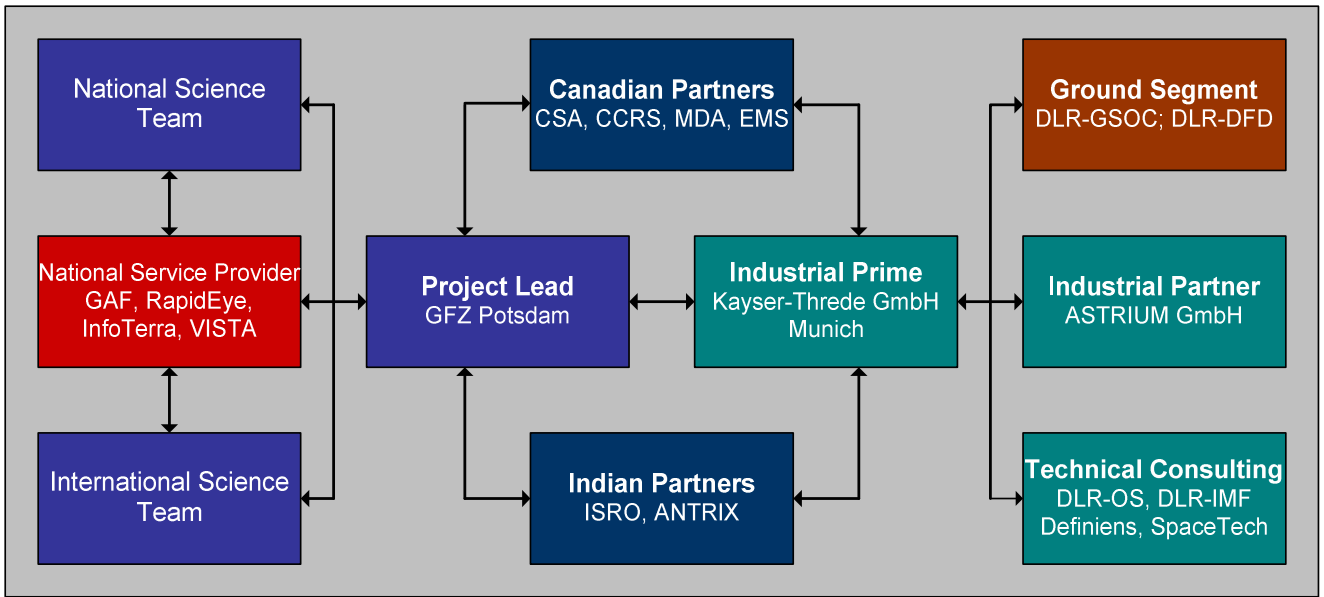 National Science
Team
Canadian Partners
CSA, CCRS, MDA, EMS
Ground Segment
DLR-GSOC; DLR-DFD
National Service Provider
GAF, RapidEye,
InfoTerra, VISTA
Project Lead
GFZ Potsdam
Industrial Prime
Kayser-Threde GmbH
Munich
Industrial Partner
ASTRIUM GmbH
International Science
Team
Indian Partners
ISRO, ANTRIX
Technical Consulting
DLR-OS, DLR-IMF
Definiens, SpaceTech